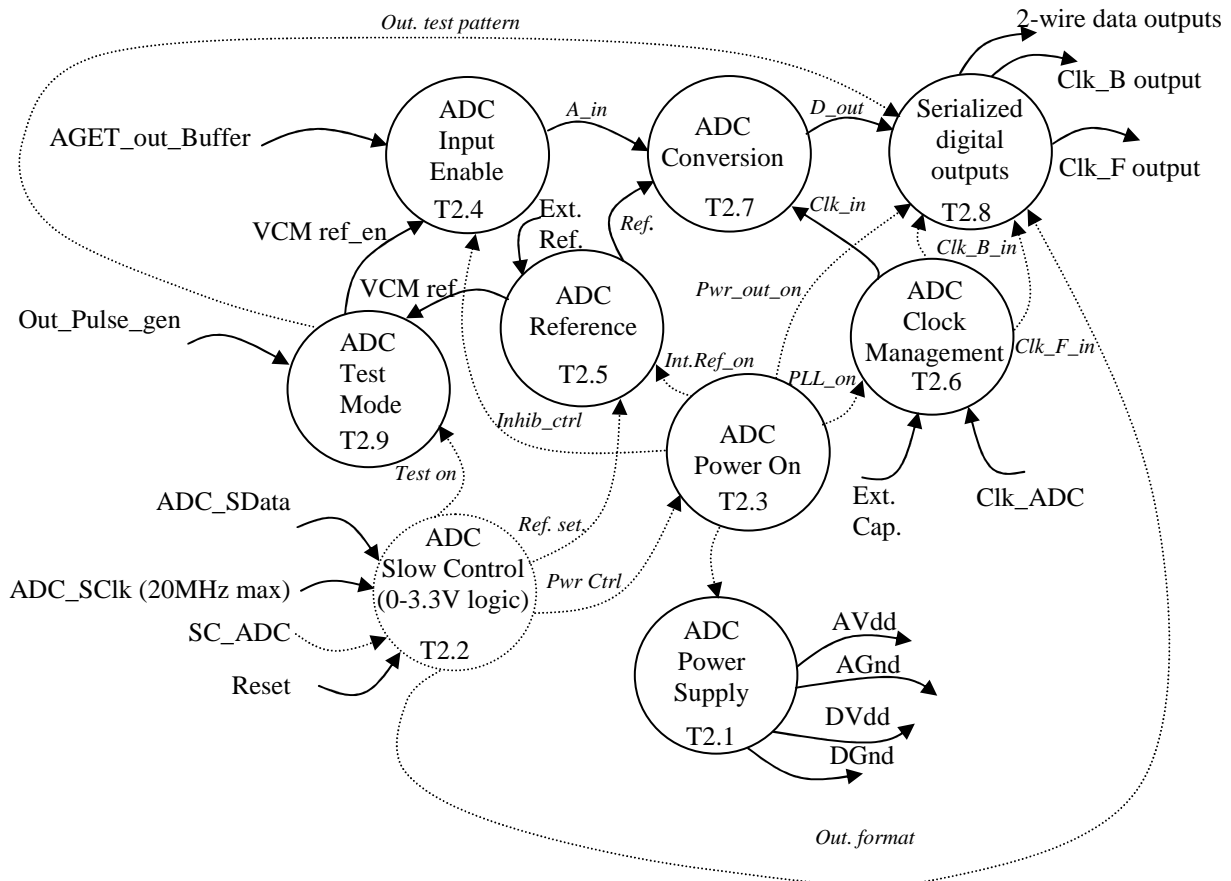 Out. test pattern
2-wire data outputs
Clk_B output
Clk_F output
AGET_out_Buffer
ADC
Input
Enable
T2.4
A_in
ADC
Conversion
T2.7
D_out
Serialized
digital
outputs
T2.8
VCM ref_en
Ext.
Ref.
Ref.
Clk_in
Clk_B_in
Pwr_out_on
VCM ref
Out_Pulse_gen
ADC
Test
Mode
T2.9
ADC
Reference
T2.5
Int.Ref_on
PLL_on
ADC
Clock
Management
T2.6
Clk_F_in
Inhib_ctrl
ADC
Power On
T2.3
Test on
Ext.
Cap.
Clk_ADC
ADC_SData
ADC_SClk (20MHz max)
SC_ADC
Reset
ADC
Slow Control
(0-3.3V logic)
T2.2
Ref. set
Pwr Ctrl
ADC
Power
Supply
T2.1
AVdd
AGnd
DVdd
DGnd
Out. format